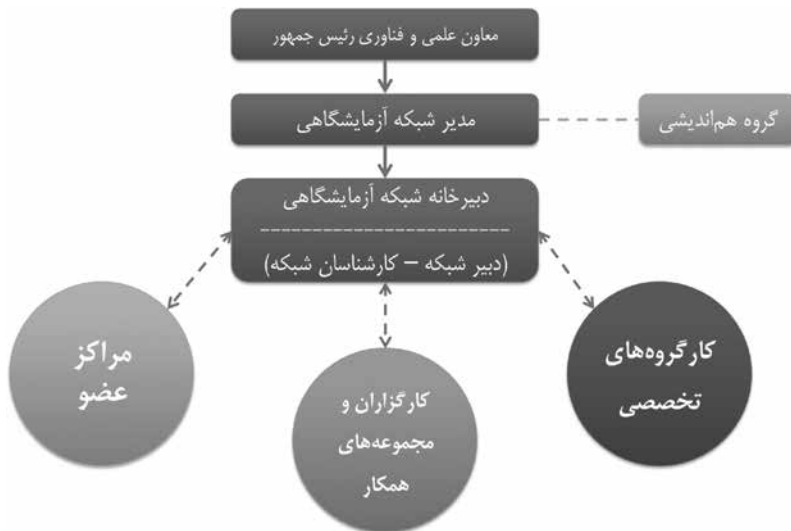 معاون علمی و فناوری رئیس جمهور
مدیر شبکه آزمایشگاهی
گروه هم‌اندیشی
دبیرخانه شبکه آزمایشگاهی
(دبیر شبکه – کارشناسان شبکه)
کارگروه‌های
تخصصی
کارگزاران و
مجموعه‌های
همکار
مراکز
عضو